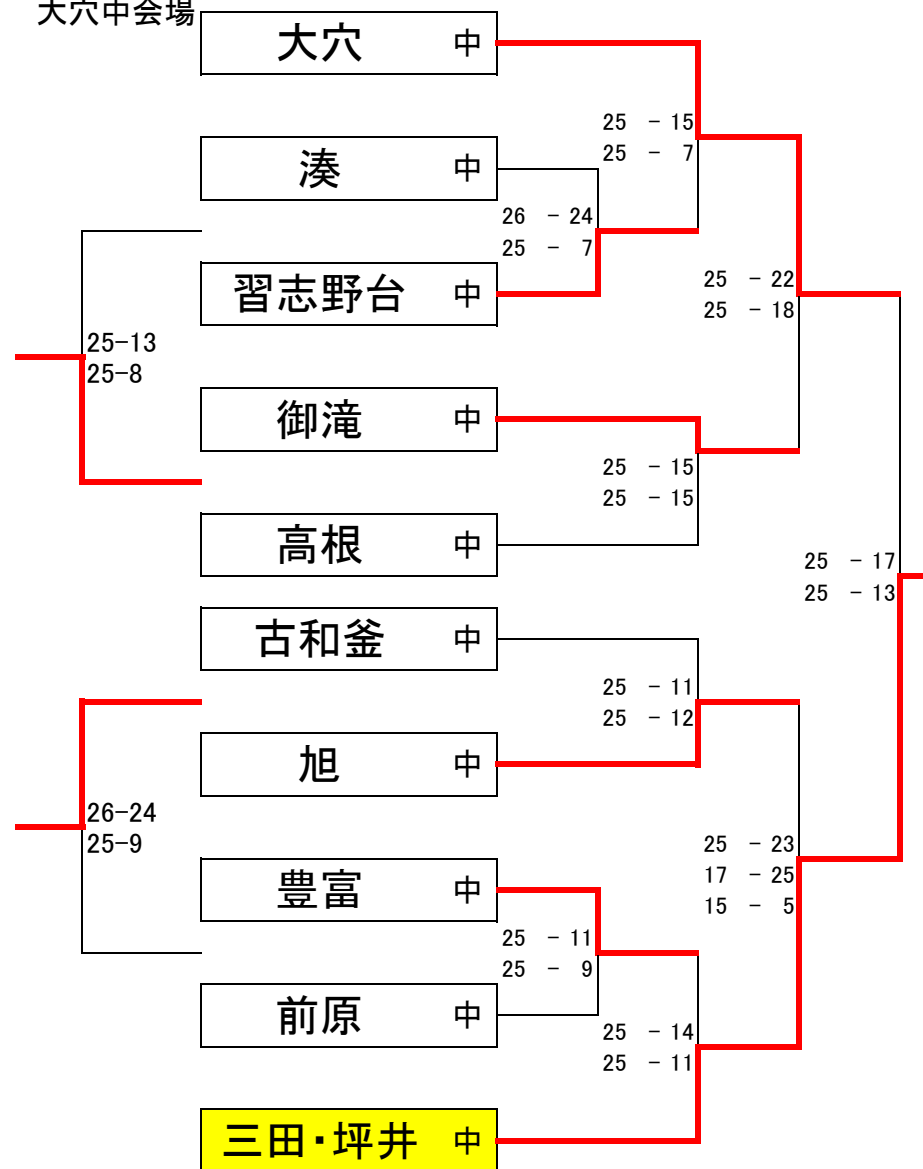 大穴中会場
大穴 中
25 - 15
25 - 7
湊 中
26 - 24
25 - 7
習志野台 中
25 - 22
25 - 18
25-13
25-8
御滝 中
25 - 15
25 - 15
高根 中
25 - 17
25 - 13
古和釜 中
25 - 11
25 - 12
旭 中
26-24
25-9
25 - 23
17 - 25
15 - 5
豊富 中
25 - 11
25 - 9
前原 中
25 - 14
25 - 11
三田・坪井 中